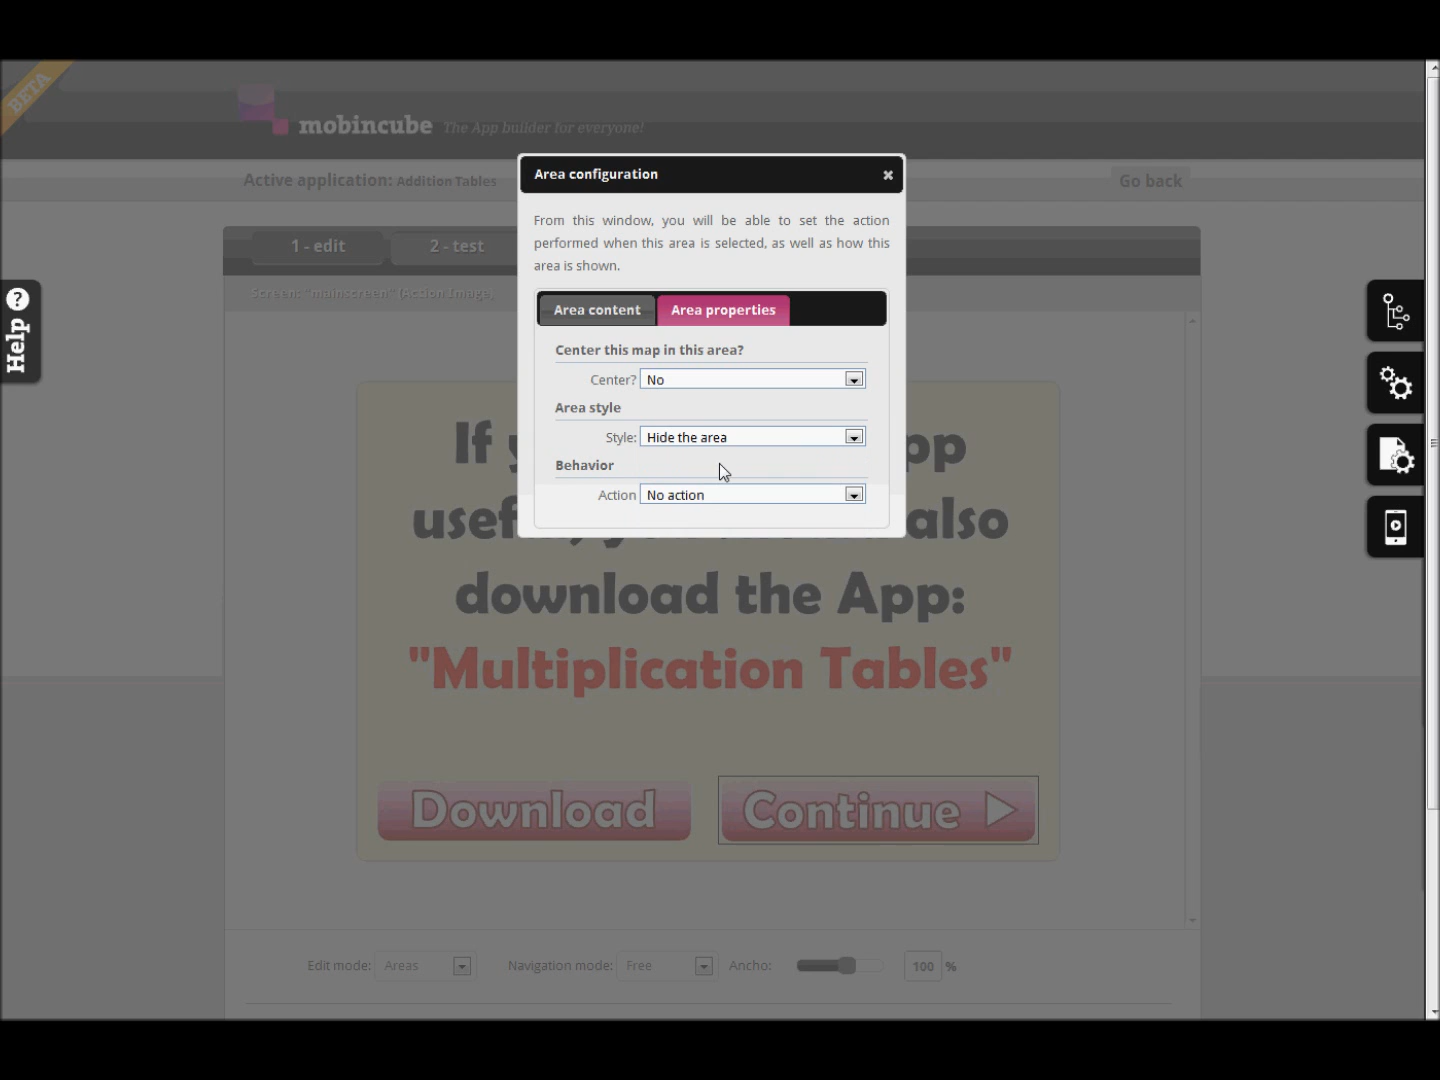 BETA
mobincube The App builder for everyone!
Active application: Addition Tables
Go back
1 - edit
2 - test
Screen: "mainscreen" (Action Image)
Help ?
Area configuration
From this window, you will be able to set the action
performed when this area is selected, as well as how this
area is shown.
Area content
Area properties
Center this map in this area?
Center? No
Area style
Style: Hide the area
Behavior
Action No action
If
also
download the App:
"Multiplication Tables"
Download
Continue
Edit mode: Areas
Navigation mode: Free
Ancho:
100 %